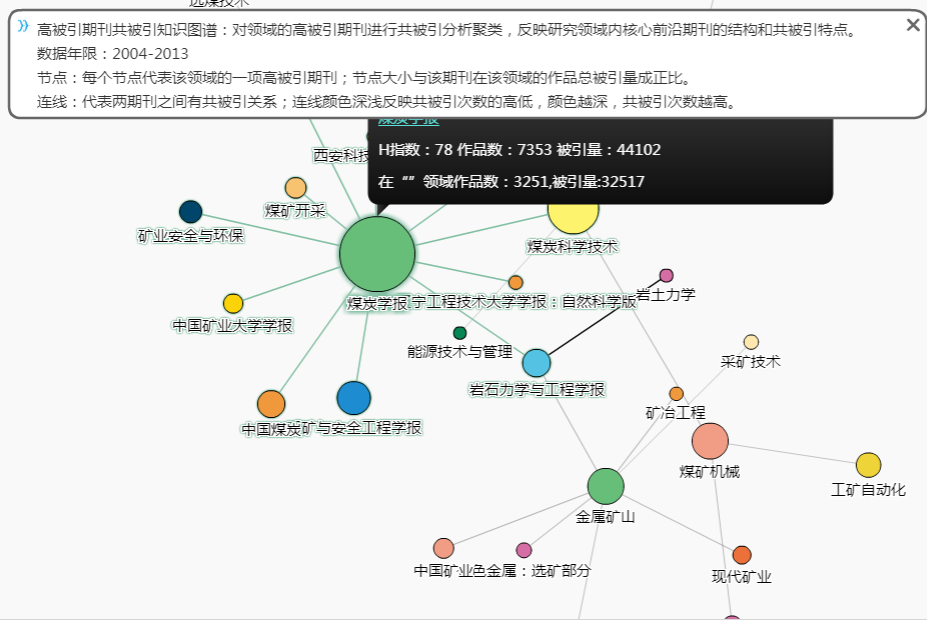 选煤技术
高被引期刊共被引知识图谱：对领域的高被引期刊进行共被引分析聚类，反映研究领域内核心前沿期刊的结构和共被引特点。
数据年限：2004-2013
节点：每个节点代表该领域的一项高被引期刊；节点大小与该期刊在该领域的作品总被引量成正比。
连线：代表两期刊之间有共被引关系；连线颜色深浅反映共被引次数的高低，颜色越深，共被引次数越高。
煤炭学报
H指数：78 作品数：7353 被引量：44102
在 “” 领域作品数：3251,被引量:32517
西安科技
煤矿开采
矿业安全与环保
煤炭科学技术
岩土力学
煤炭学报
宁工程技术大学学报：自然科学版
中国矿业大学学报
能源技术与管理
采矿技术
岩石力学与工程学报
矿冶工程
中国煤炭
矿与安全工程学报
煤矿机械
工矿自动化
金属矿山
中国矿业
色金属：选矿部分
现代矿业